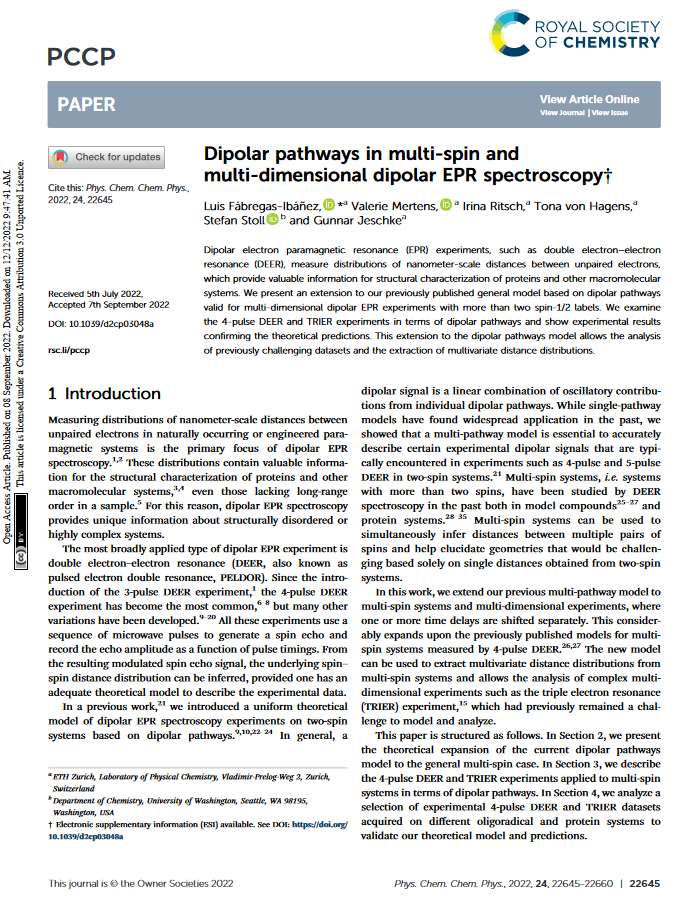 ROYAL SOCIETY
OF CHEMISTRY
PCCP
PAPER
View Article Online
View Journal | View Issue
Open Access Article. Published on 08 September 2022. Downloaded on 12/12/2022 9:47:41 AM.
This article is licensed under a Creative Commons Attribution 3.0 Unported Licence.
(cc) BY
Check for updates
Cite this: Phys. Chem. Chem. Phys.,
2022, 24, 22645
Received 5th July 2022,
Accepted 7th September 2022
DOI: 10.1039/d2cp03048a
rsc.li/pccp
Dipolar pathways in multi-spin and
multi-dimensional dipolar EPR spectroscopy†
Luis Fábregas-Ibáñez, iD *ᵃ Valerie Mertens, iD ᵃ Irina Ritsch,ᵃ Tona von Hagens,ᵃ
Stefan Stoll iD ᵇ and Gunnar Jeschkeᵃ
Dipolar electron paramagnetic resonance (EPR) experiments, such as double electron–electron
resonance (DEER), measure distributions of nanometer-scale distances between unpaired electrons,
which provide valuable information for structural characterization of proteins and other macromolecular
systems. We present an extension to our previously published general model based on dipolar pathways
valid for multi-dimensional dipolar EPR experiments with more than two spin-1/2 labels. We examine
the 4-pulse DEER and TRIER experiments in terms of dipolar pathways and show experimental results
confirming the theoretical predictions. This extension to the dipolar pathways model allows the analysis
of previously challenging datasets and the extraction of multivariate distance distributions.
1 Introduction
Measuring distributions of nanometer-scale distances between
unpaired electrons in naturally occurring or engineered para-
magnetic systems is the primary focus of dipolar EPR
spectroscopy.¹,² These distributions contain valuable informa-
tion for the structural characterization of proteins and other
macromolecular systems,³,⁴ even those lacking long-range
order in a sample.⁵ For this reason, dipolar EPR spectroscopy
provides unique information about structurally disordered or
highly complex systems.
The most broadly applied type of dipolar EPR experiment is
double electron–electron resonance (DEER, also known as
pulsed electron double resonance, PELDOR). Since the intro-
duction of the 3-pulse DEER experiment,¹ the 4-pulse DEER
experiment has become the most common,⁶⁻⁸ but many other
variations have been developed.⁹⁻²⁰ All these experiments use a
sequence of microwave pulses to generate a spin echo and
record the echo amplitude as a function of pulse timings. From
the resulting modulated spin echo signal, the underlying spin–
spin distance distribution can be inferred, provided one has an
adequate theoretical model to describe the experimental data.
In a previous work,²¹ we introduced a uniform theoretical
model of dipolar EPR spectroscopy experiments on two-spin
systems based on dipolar pathways.⁹,¹⁰,²²⁻²⁴ In general, a
ᵃ ETH Zurich, Laboratory of Physical Chemistry, Vladimir-Prelog-Weg 2, Zurich,
Switzerland
ᵇ Department of Chemistry, University of Washington, Seattle, WA 98195,
Washington, USA
† Electronic supplementary information (ESI) available. See DOI: https://doi.org/
10.1039/d2cp03048a
dipolar signal is a linear combination of oscillatory contribu-
tions from individual dipolar pathways. While single-pathway
models have found widespread application in the past, we
showed that a multi-pathway model is essential to accurately
describe certain experimental dipolar signals that are typi-
cally encountered in experiments such as 4-pulse and 5-pulse
DEER in two-spin systems.²¹ Multi-spin systems, i.e. systems
with more than two spins, have been studied by DEER
spectroscopy in the past both in model compounds²⁵⁻²⁷ and
protein systems.²⁸⁻³⁵ Multi-spin systems can be used to
simultaneously infer distances between multiple pairs of
spins and help elucidate geometries that would be challen-
ging based solely on single distances obtained from two-spin
systems.
In this work, we extend our previous multi-pathway model to
multi-spin systems and multi-dimensional experiments, where
one or more time delays are shifted separately. This consider-
ably expands upon the previously published models for multi-
spin systems measured by 4-pulse DEER.²⁶,²⁷ The new model
can be used to extract multivariate distance distributions from
multi-spin systems and allows the analysis of complex multi-
dimensional experiments such as the triple electron resonance
(TRIER) experiment,¹⁵ which had previously remained a chal-
lenge to model and analyze.
This paper is structured as follows. In Section 2, we present
the theoretical expansion of the current dipolar pathways
model to the general multi-spin case. In Section 3, we describe
the 4-pulse DEER and TRIER experiments applied to multi-spin
systems in terms of dipolar pathways. In Section 4, we analyze a
selection of experimental 4-pulse DEER and TRIER datasets
acquired on different oligoradical and protein systems to
validate our theoretical model and predictions.
This journal is © the Owner Societies 2022
Phys. Chem. Chem. Phys., 2022, 24, 22645–22660 | 22645